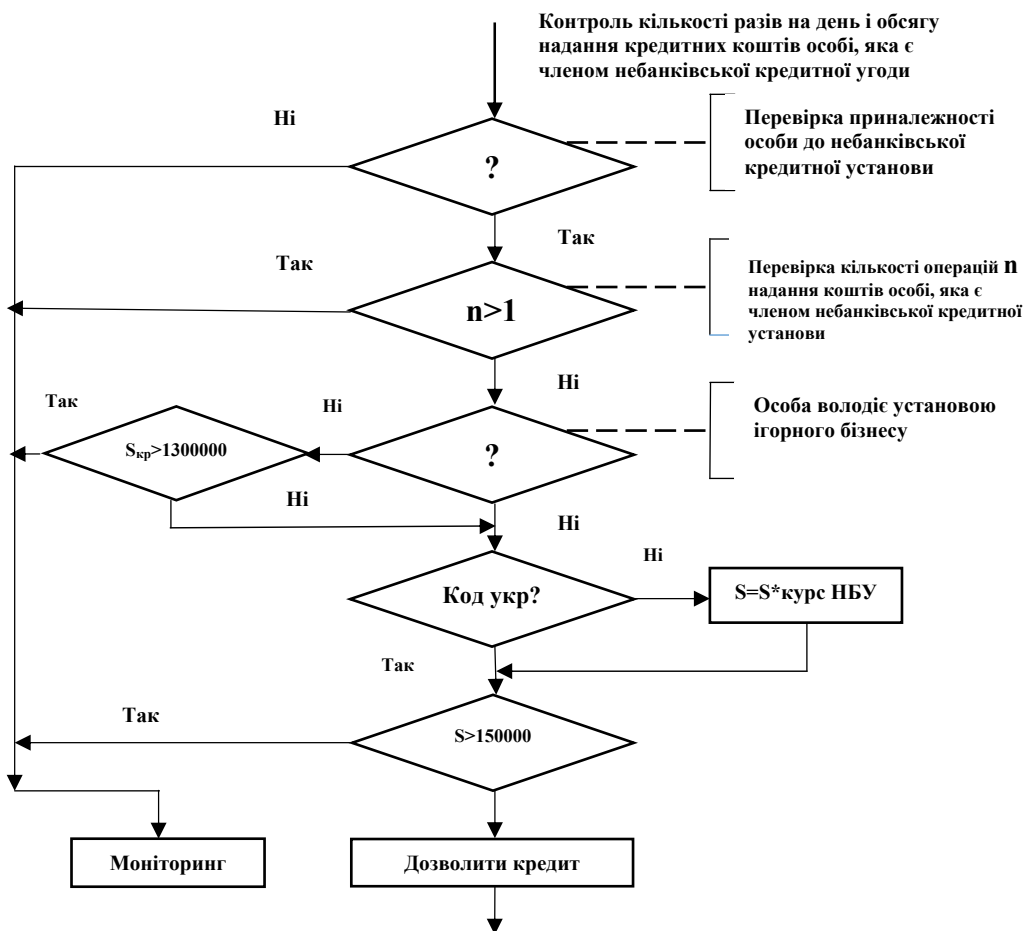 Контроль кількості разів на день і обсягу
надання кредитних коштів особі, яка є
членом небанківської кредитної угоди
Ні
Перевірка приналежності
особи до небанківської
кредитної установи
?
Так
Так
Перевірка кількості операцій n
надання коштів особі, яка є
членом небанківської кредитної
установи
n>1
Ні
Так
Ні
Особа володіє установою
ігорного бізнесу
Sкр>1300000
?
Ні
Ні
Ні
Код укр?
S=S*курс НБУ
Так
Так
S>150000
Моніторинг
Дозволити кредит